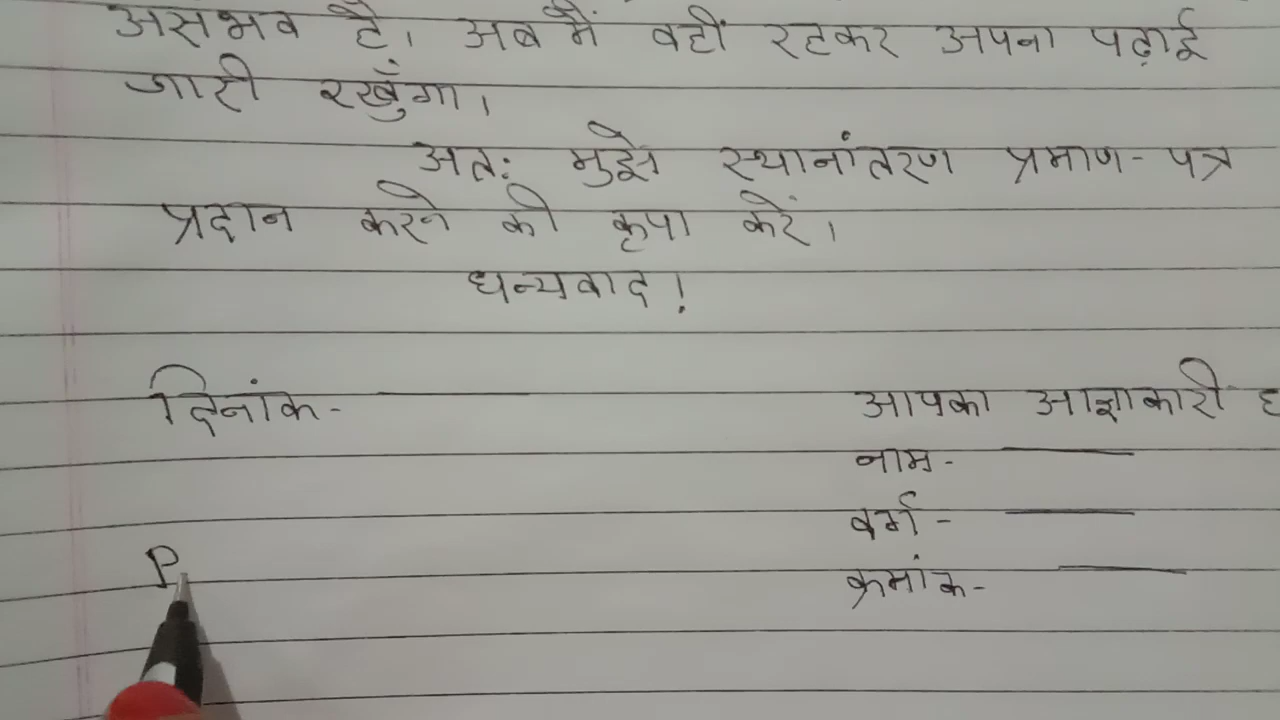 असंभव है। अब मैं वहीं रहकर अपना पढ़ाई
जारी रखुँगा।
अतः मुझे स्थानांतरण प्रमाण-पत्र
प्रदान करने की कृपा करें।
धन्यवाद!
दिनांक-
आपका आज्ञाकारी
नाम-
वर्ग-
क्रमांक-
P